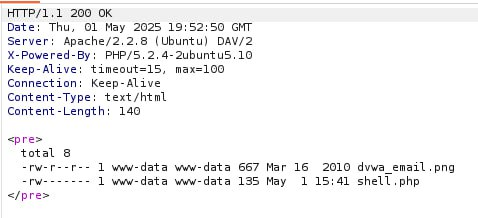 HTTP/1.1 200 OK
Date: Thu, 01 May 2025 19:52:50 GMT
Server: Apache/2.2.8 (Ubuntu) DAV/2
X-Powered-By: PHP/5.2.4-2ubuntu5.10
Keep-Alive: timeout=15, max=100
Connection: Keep-Alive
Content-Type: text/html
Content-Length: 140

<pre>
  total 8
  -rw-r--r-- 1 www-data www-data 667 Mar 16  2010 dvwa_email.png
  -rw------- 1 www-data www-data 135 May  1 15:41 shell.php
</pre>